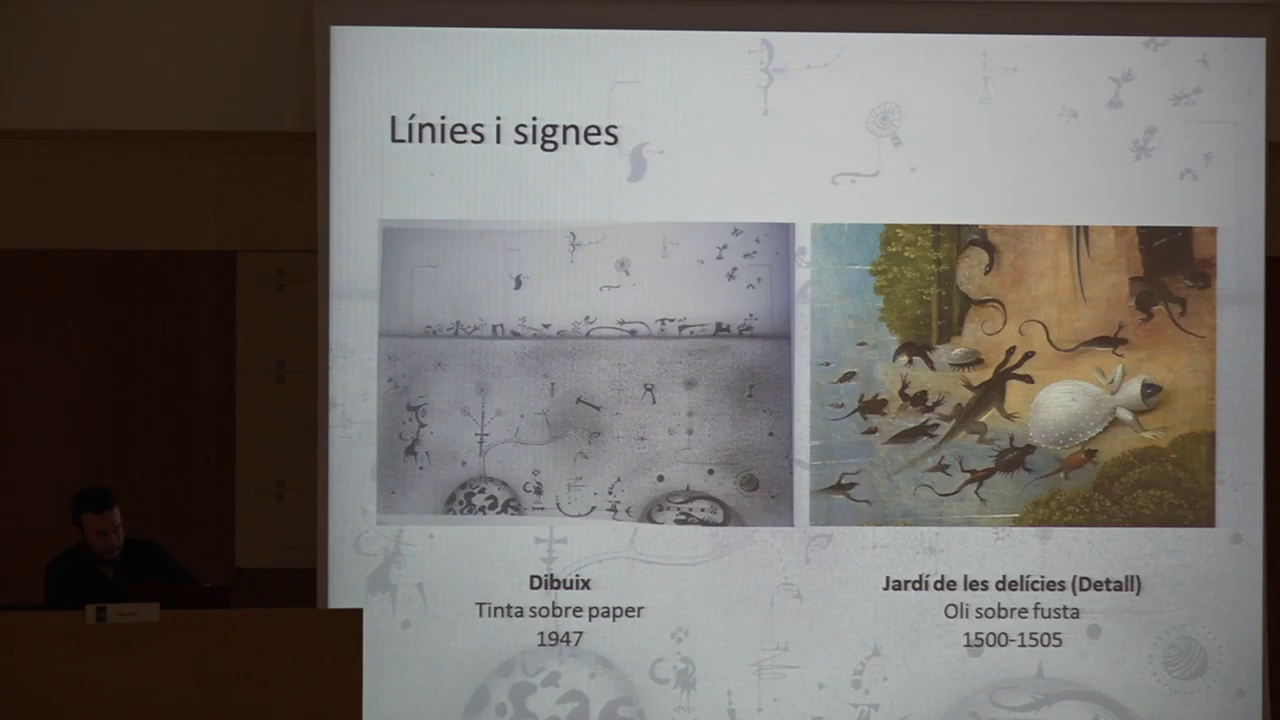 Línies i signes
Dibuix
Tinta sobre paper
1947
Jardí de les delícies (Detall)
Oli sobre fusta
1500-1505